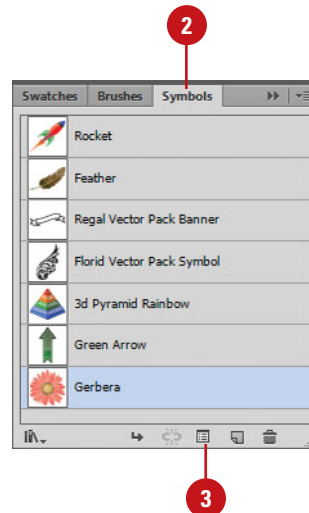 2
Swatches Brushes Symbols
Rocket
Feather
Regal Vector Pack Banner
Florid Vector Pack Symbol
3d Pyramid Rainbow
Green Arrow
Gerbera
3